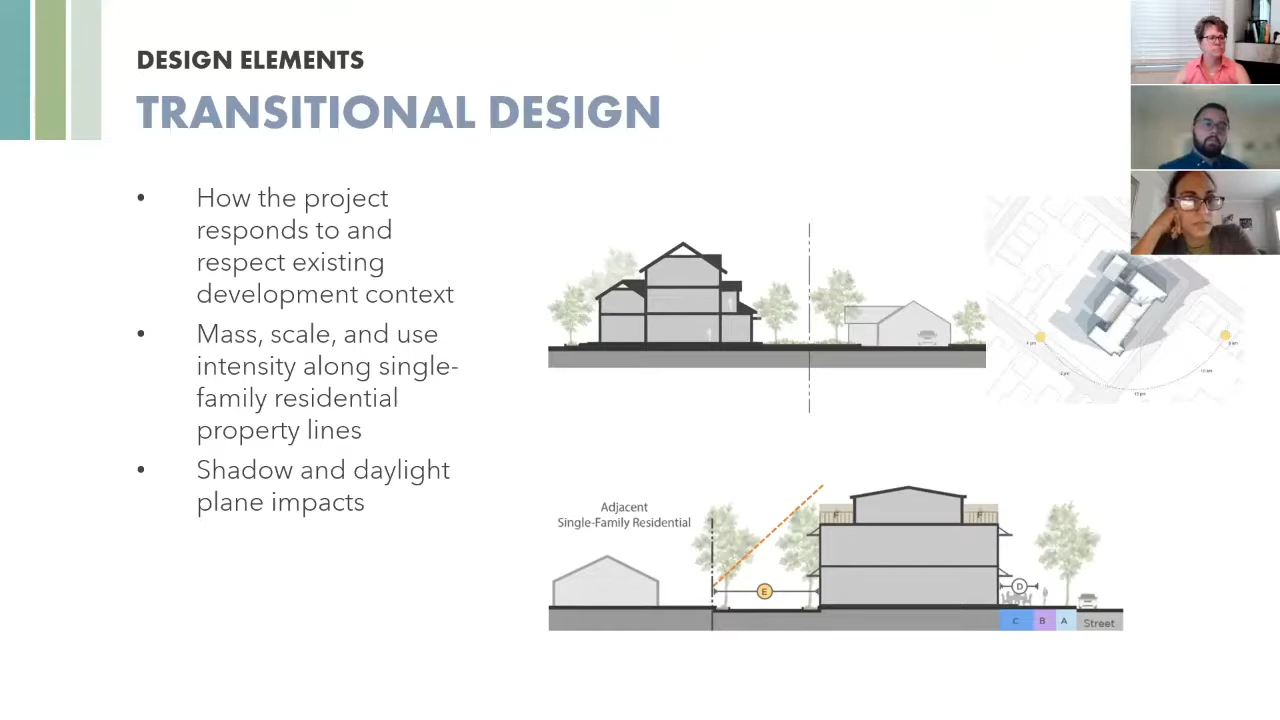 DESIGN ELEMENTS
TRANSITIONAL DESIGN
• How the project
responds to and
respect existing
development context
• Mass, scale, and use
intensity along single-
family residential
property lines
• Shadow and daylight
plane impacts
Adjacent
Single-Family Residential
F
F
E
D
C B A Street